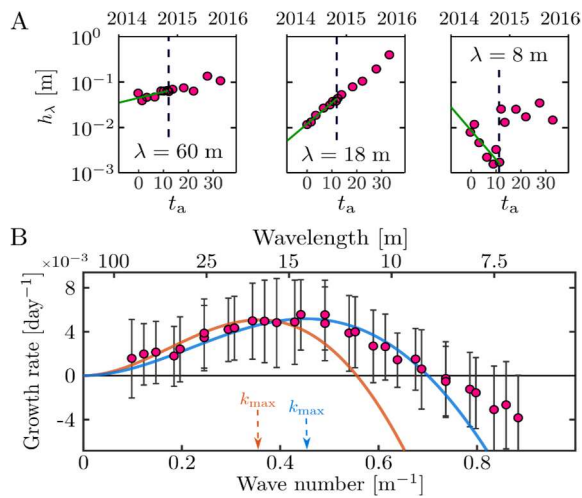 A
2014 2015 2016
2014 2015 2016
2014 2015 2016
h_λ [m]
10⁰
10⁻¹
10⁻²
10⁻³
λ = 60 m
λ = 18 m
λ = 8 m
0 10 20 30
0 10 20 30
0 10 20 30
t_a
t_a
t_a
B
Wavelength [m]
100 25 15 10 7.5
×10⁻³
Growth rate [day⁻¹]
8
4
0
-4
k_max
k_max
0 0.2 0.4 0.6 0.8
Wave number [m⁻¹]